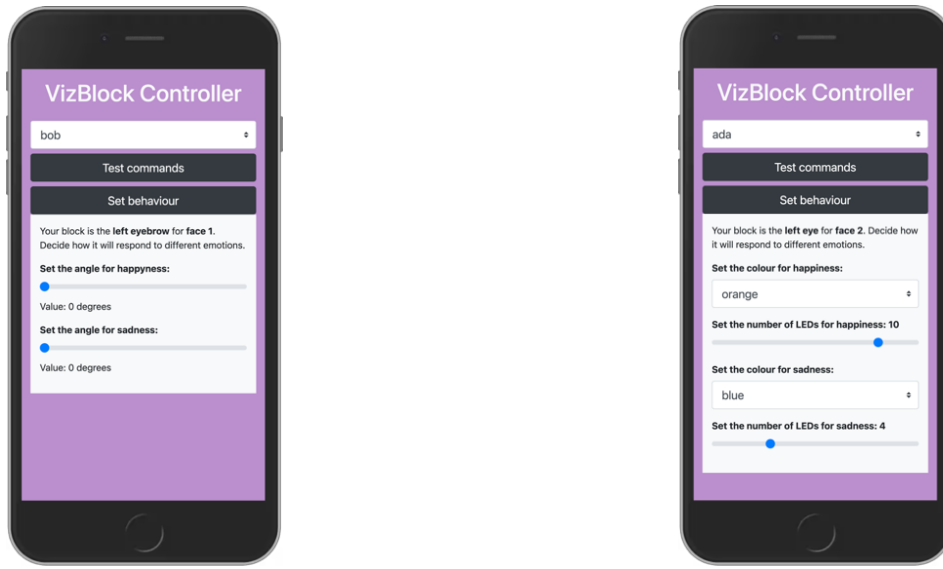 VizBlock Controller
bob
Test commands
Set behaviour
Your block is the left eyebrow for face 1.
Decide how it will respond to different emotions.
Set the angle for happyness:
Value: 0 degrees
Set the angle for sadness:
Value: 0 degrees
VizBlock Controller
ada
Test commands
Set behaviour
Your block is the left eye for face 2. Decide how
it will respond to different emotions.
Set the colour for happiness:
orange
Set the number of LEDs for happiness: 10
Set the colour for sadness:
blue
Set the number of LEDs for sadness: 4